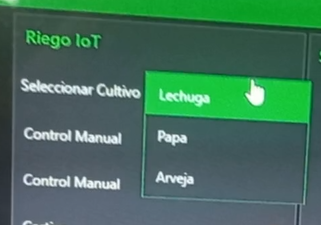 Riego IoT
Seleccionar Cultivo Lechuga
Control Manual Papa
Control Manual Arveja